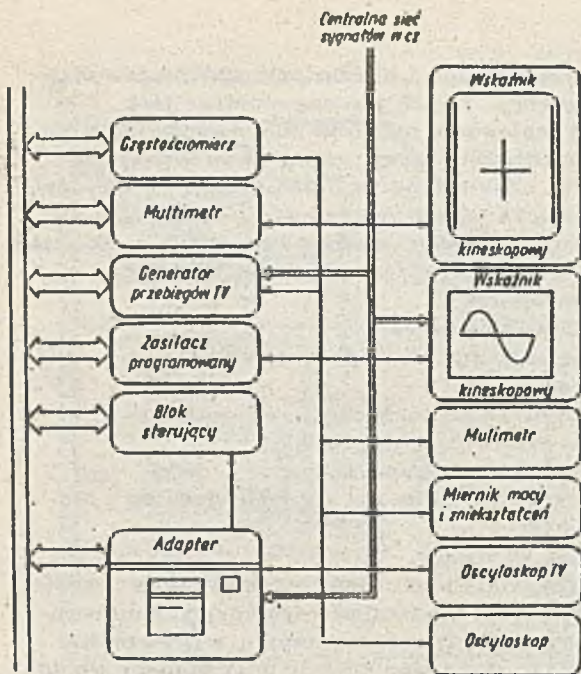 Centralna sieć
sygnałów w cz
Częstościomierz
Multimetr
Generator
przebiegów TV
Zasilacz
programowany
Blok
sterujący
Adapter
Wskaźnik
kineskopowy
Wskaźnik
kineskopowy
Multimetr
Miernik mocy
i zniekształceń
Oscyloskop TV
Oscyloskop